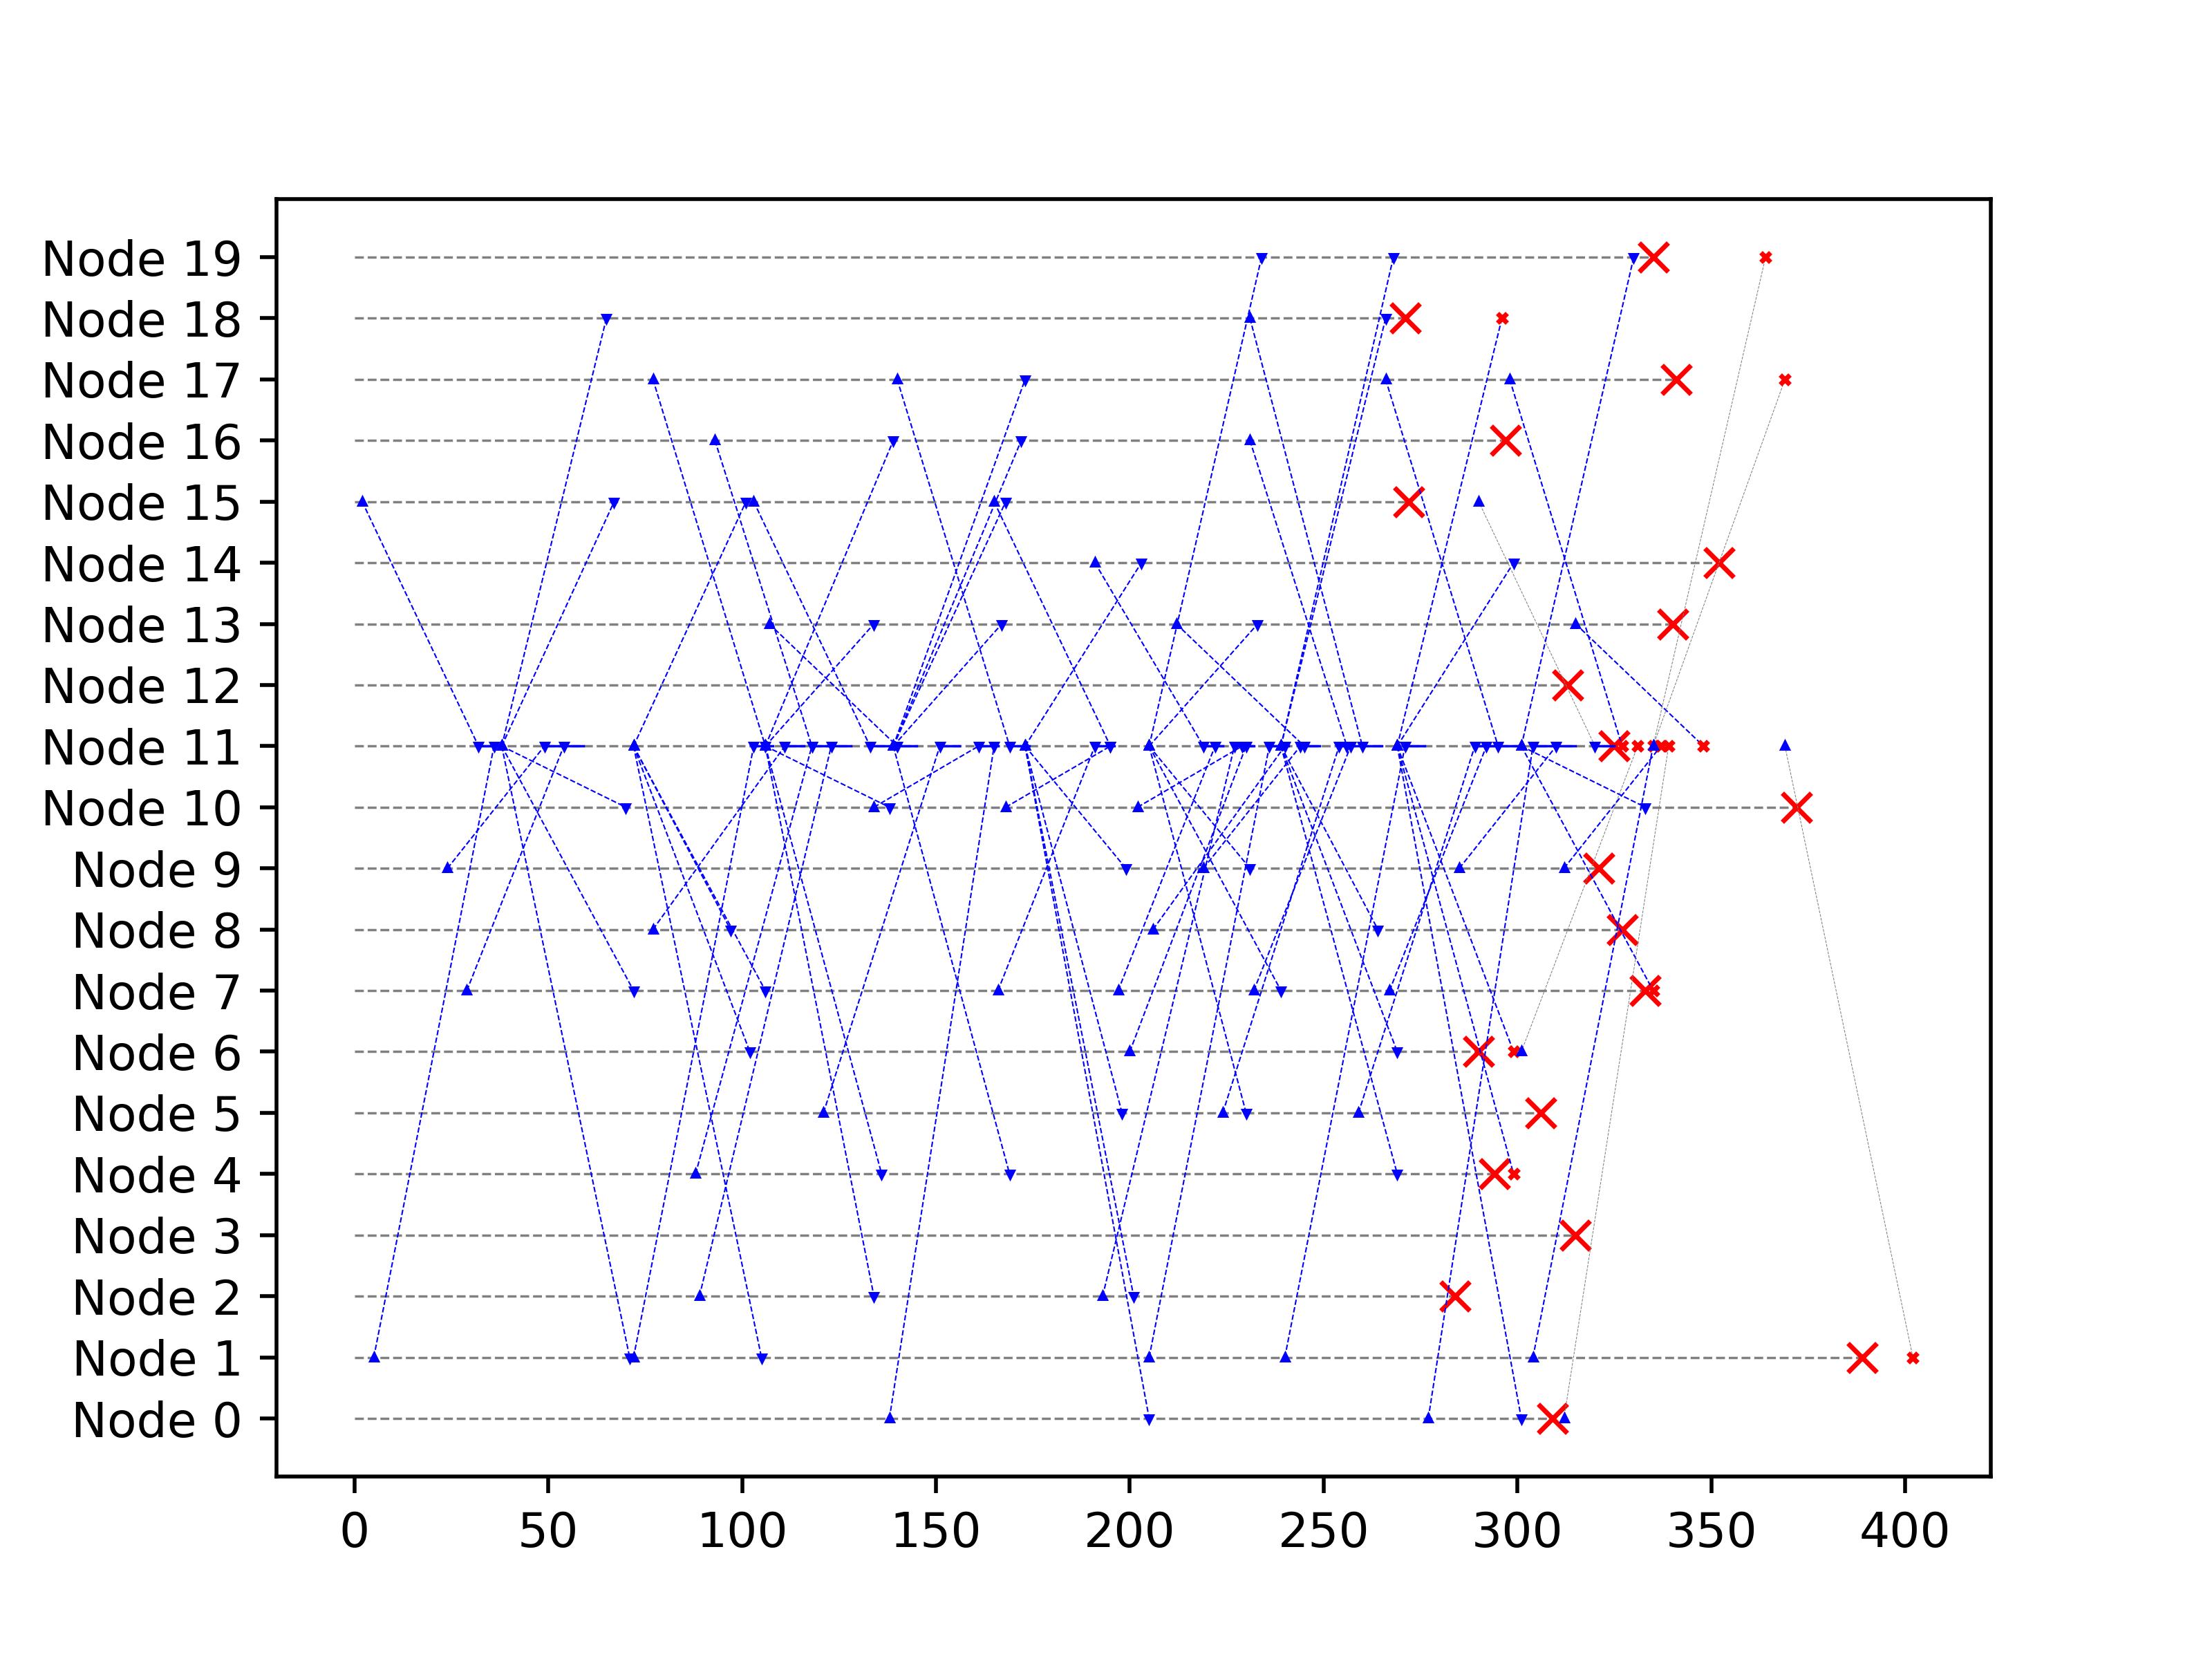 Node 19
Node 18
Node 17
Node 16
Node 15
Node 14
Node 13
Node 12
Node 11
Node 10
Node 9
Node 8
Node 7
Node 6
Node 5
Node 4
Node 3
Node 2
Node 1
Node 0
0 50 100 150 200 250 300 350 400